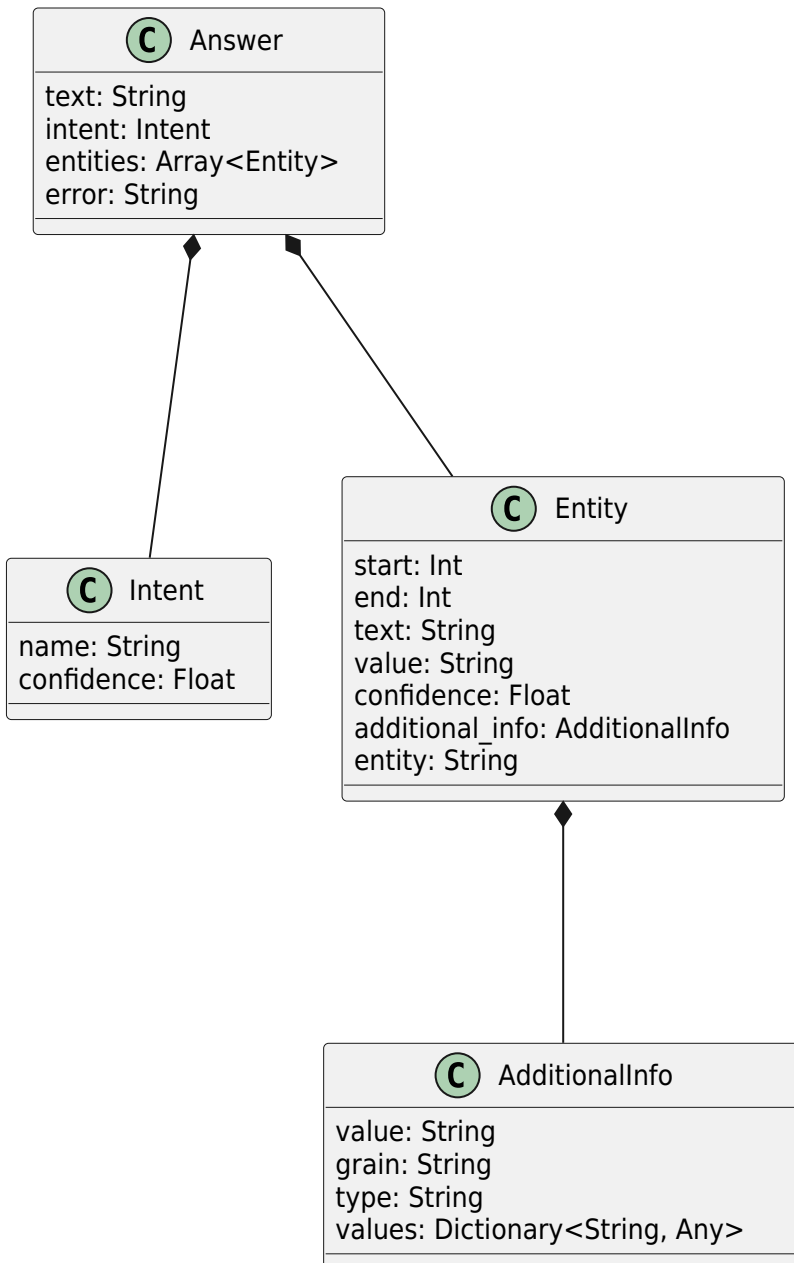 C Answer
text: String
intent: Intent
entities: Array<Entity>
error: String
C Intent
name: String
confidence: Float
C Entity
start: Int
end: Int
text: String
value: String
confidence: Float
additional_info: AdditionalInfo
entity: String
C AdditionalInfo
value: String
grain: String
type: String
values: Dictionary<String, Any>